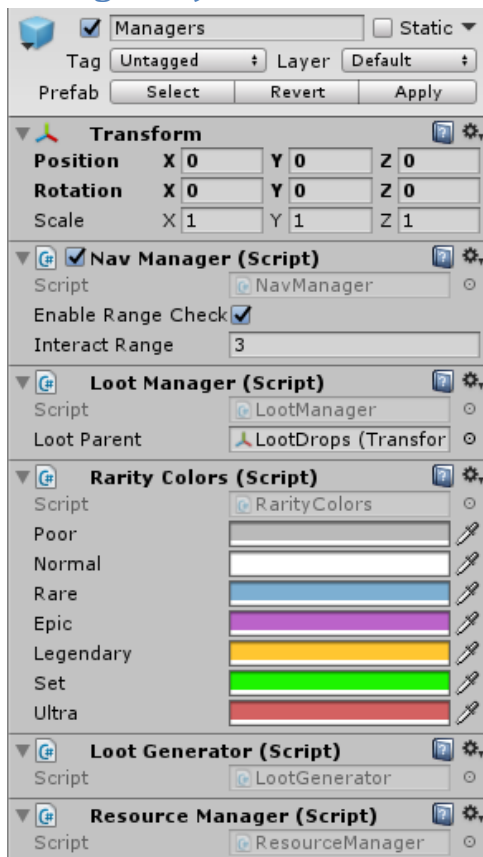 Managers Static
Tag Untagged Layer Default
Prefab Select Revert Apply
Transform
Position X 0 Y 0 Z 0
Rotation X 0 Y 0 Z 0
Scale X 1 Y 1 Z 1
Nav Manager (Script)
Script NavManager
Enable Range Check
Interact Range 3
Loot Manager (Script)
Script LootManager
Loot Parent LootDrops (Transfor
Rarity Colors (Script)
Script RarityColors
Poor
Normal
Rare
Epic
Legendary
Set
Ultra
Loot Generator (Script)
Script LootGenerator
Resource Manager (Script)
Script ResourceManager